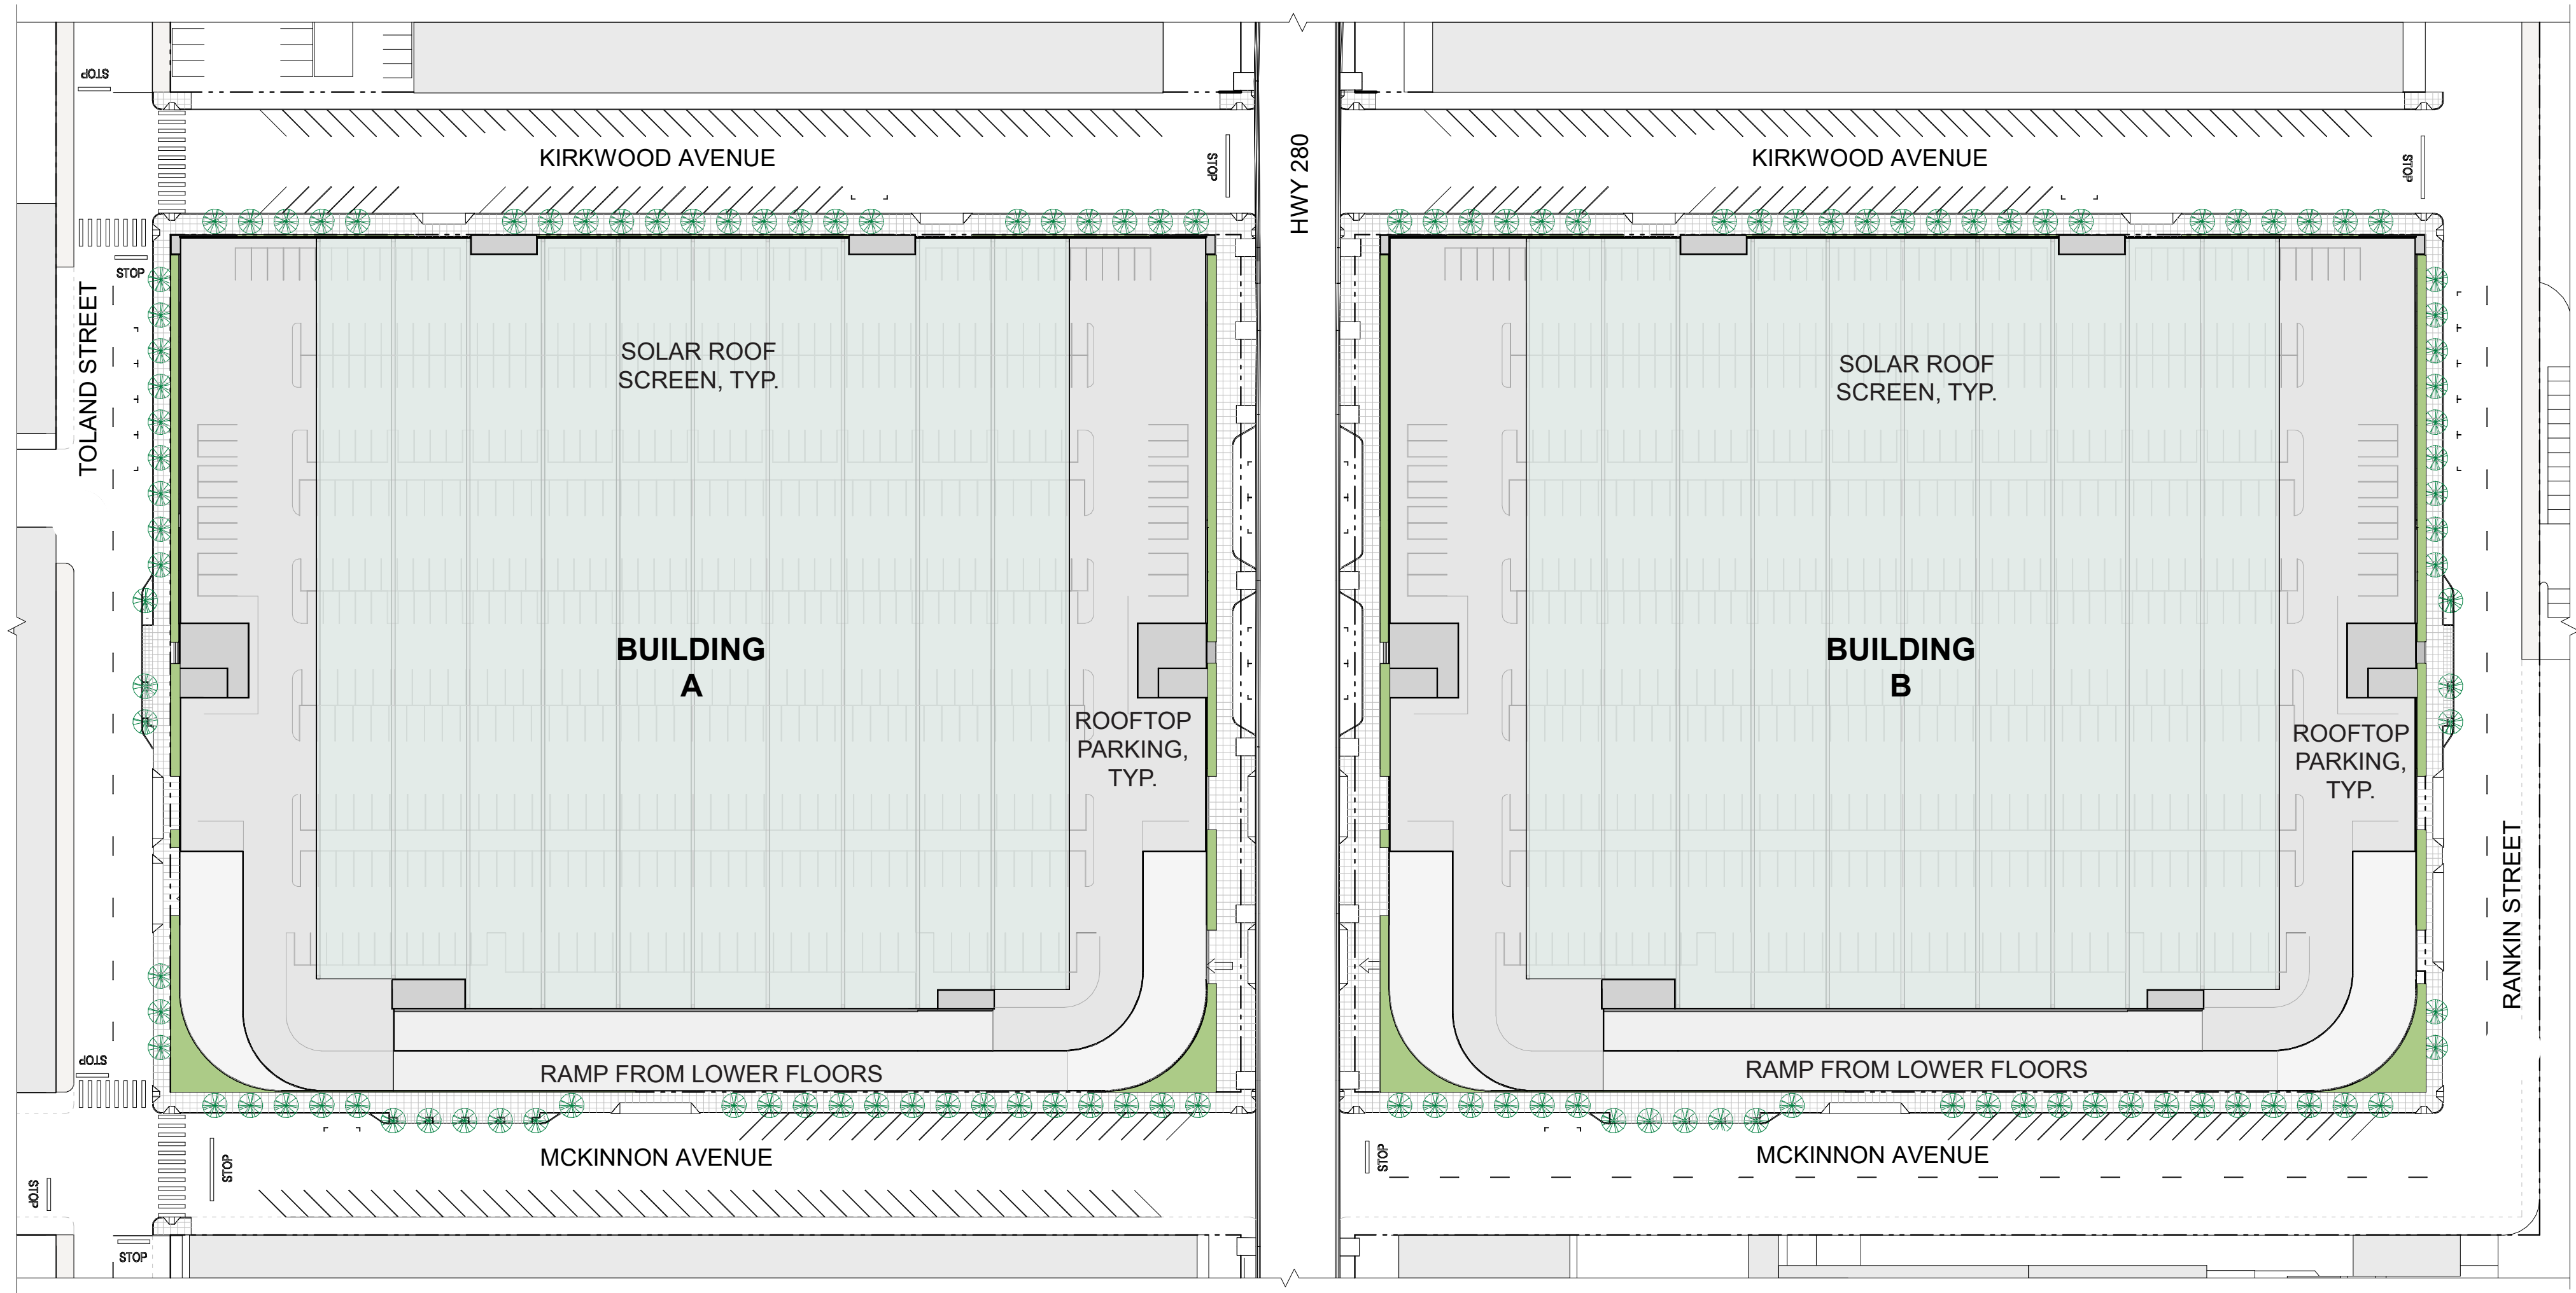 STOP
KIRKWOOD AVENUE
STOP
HWY 280
KIRKWOOD AVENUE
STOP
STOP
TOLAND STREET
SOLAR ROOF
SCREEN, TYP.
SOLAR ROOF
SCREEN, TYP.
BUILDING
A
BUILDING
B
ROOFTOP
PARKING,
TYP.
ROOFTOP
PARKING,
TYP.
RANKIN STREET
STOP
RAMP FROM LOWER FLOORS
RAMP FROM LOWER FLOORS
STOP
MCKINNON AVENUE
STOP
MCKINNON AVENUE
STOP
STOP